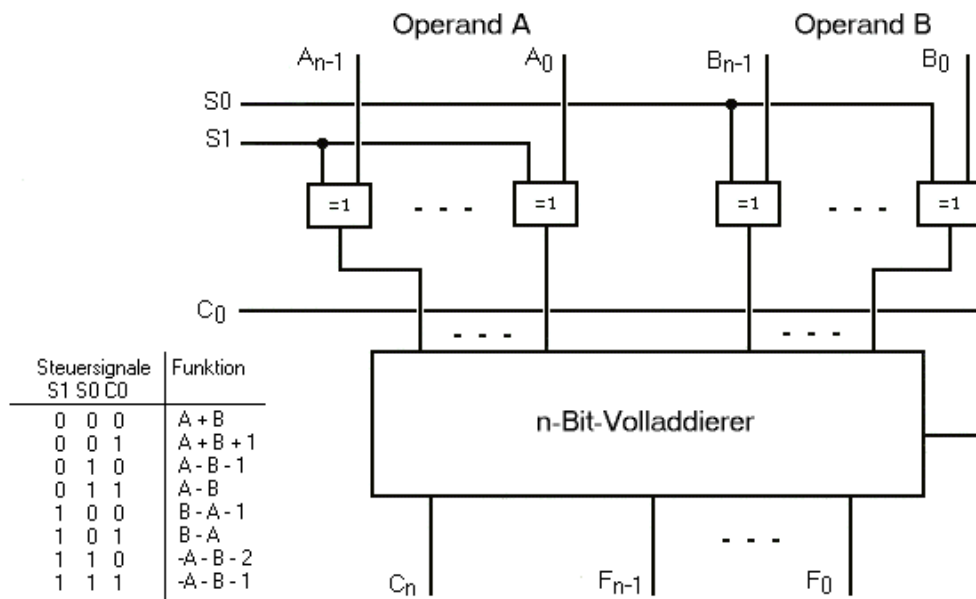 Operand A Operand B
An-1 A0 Bn-1 B0
S0
S1
=1 =1 =1 =1
C0
n-Bit-Volladdierer
Steuersignale Funktion
S1 S0 C0
0 0 0 A + B
0 0 1 A + B + 1
0 1 0 A - B - 1
0 1 1 A - B
1 0 0 B - A - 1
1 0 1 B - A
1 1 0 -A - B - 2
1 1 1 -A - B - 1
Cn Fn-1 F0